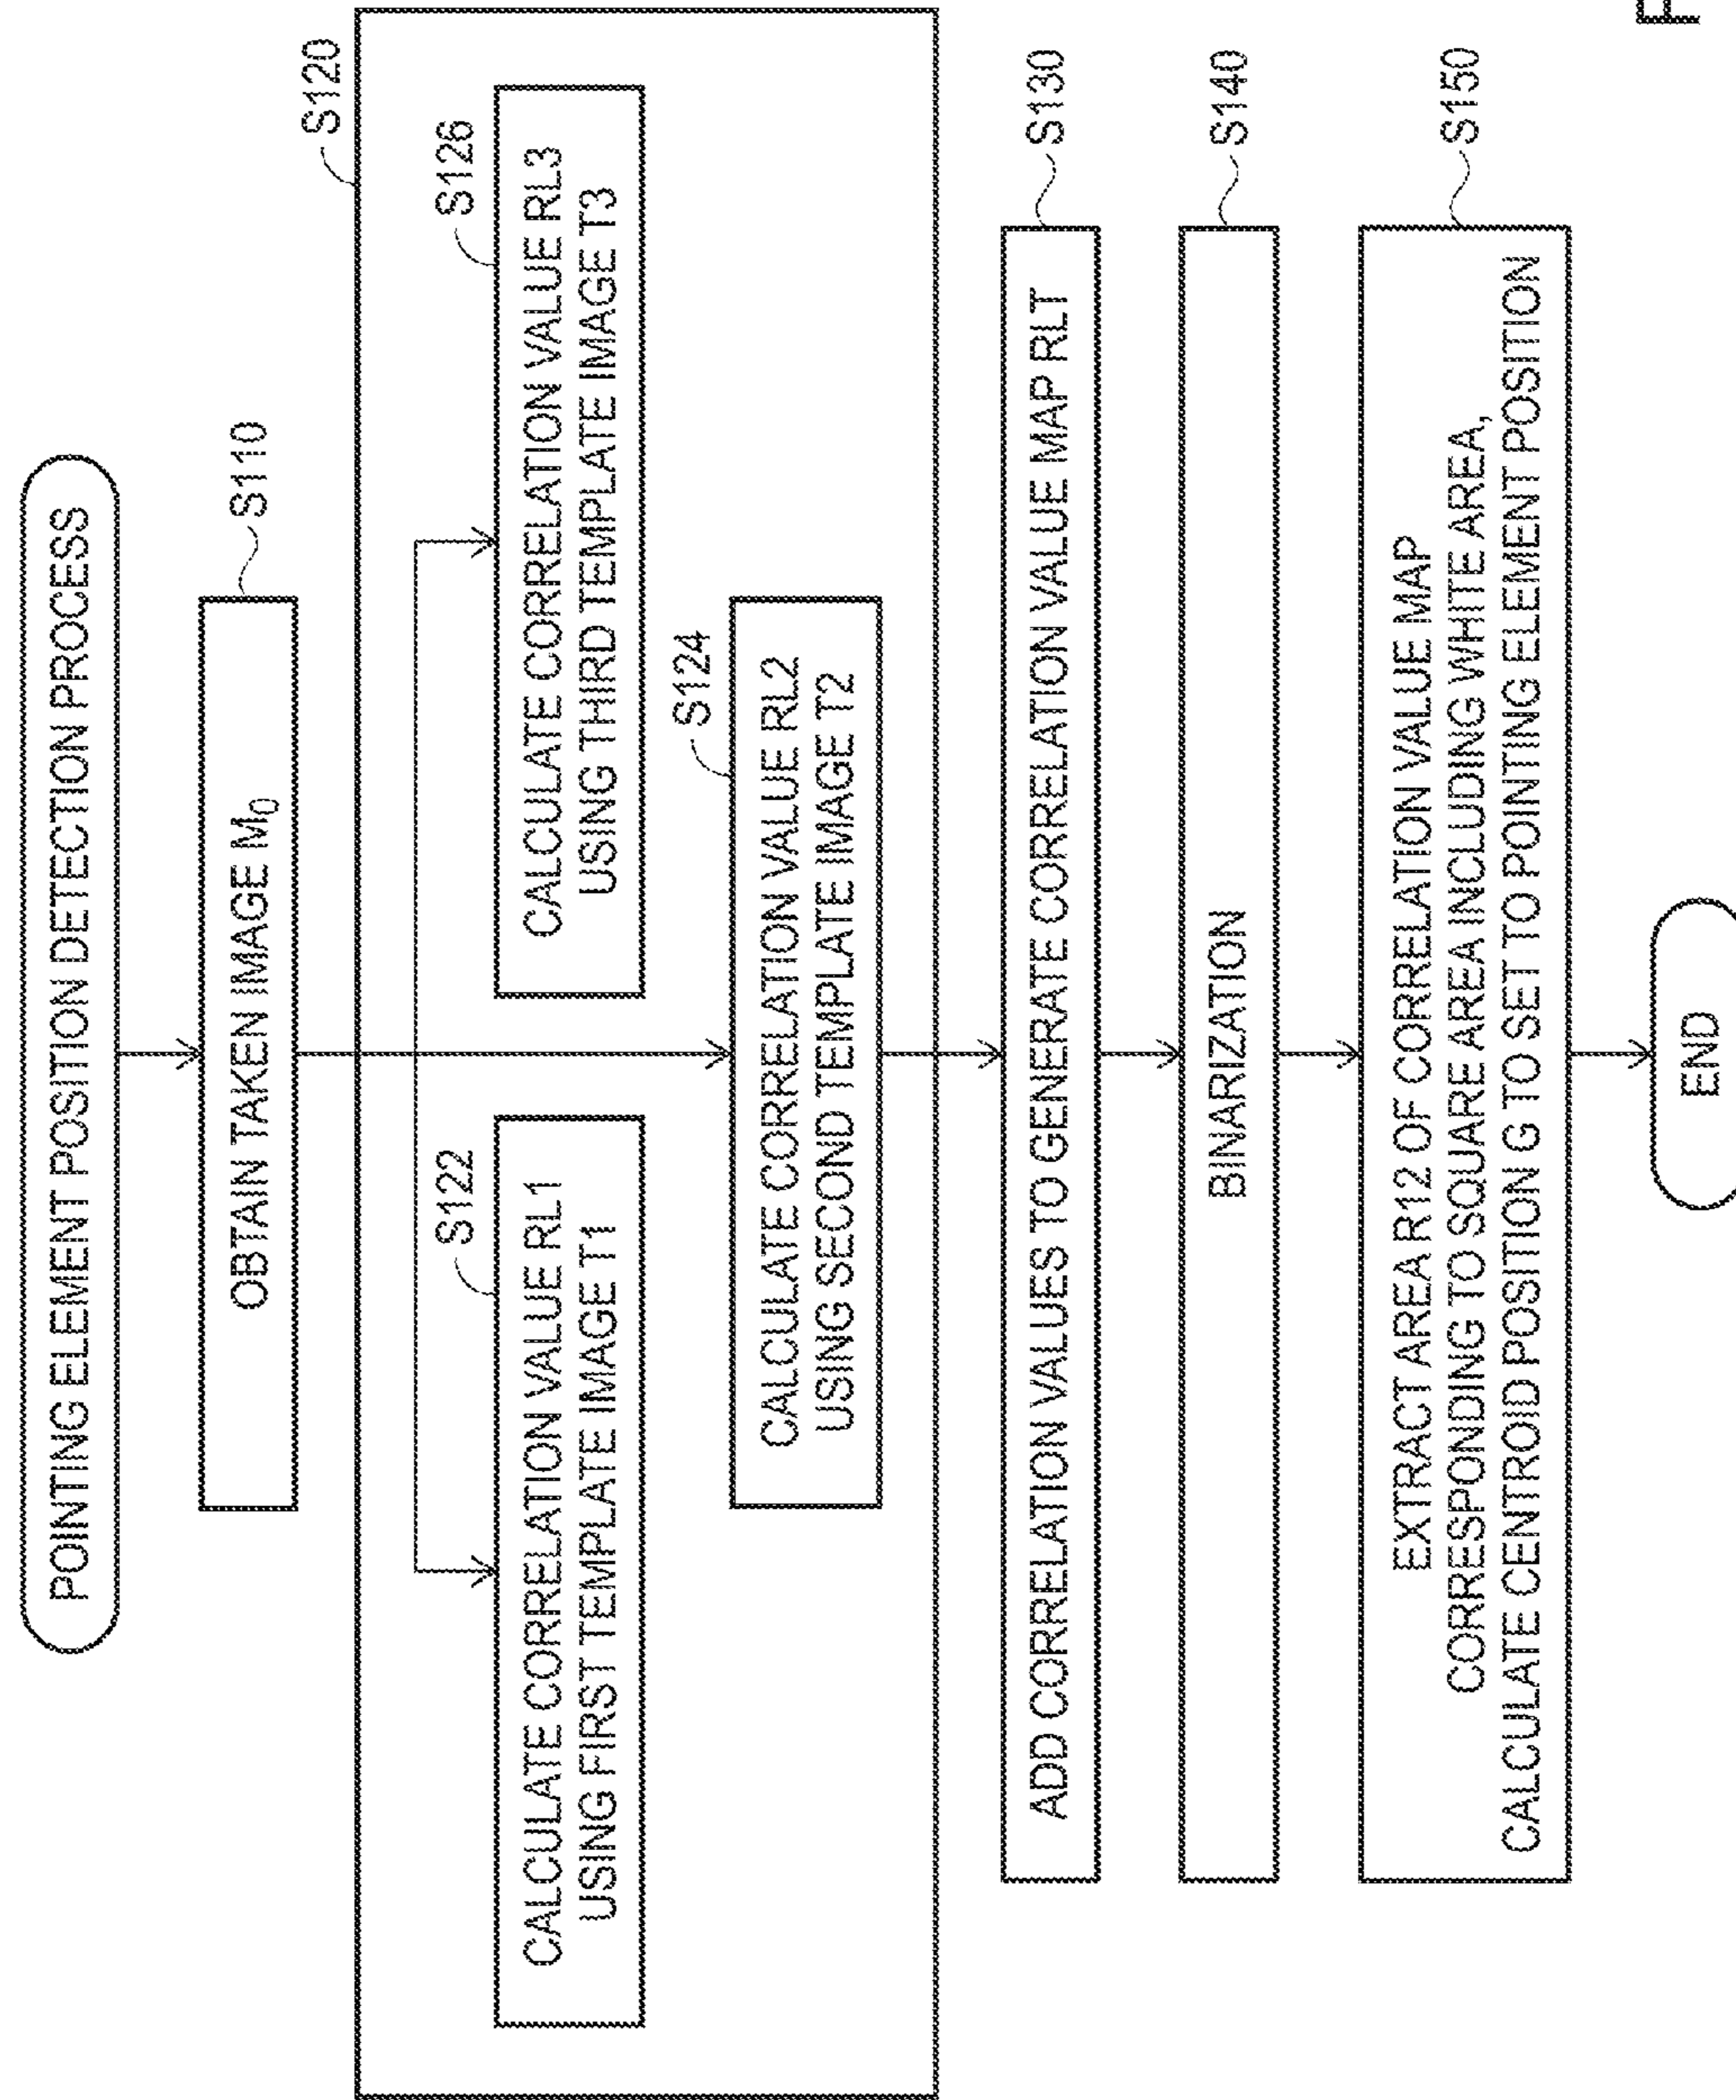 POINTING ELEMENT POSITION DETECTION PROCESS
S110
OBTAIN TAKEN IMAGE M0
S120
S122
CALCULATE CORRELATION VALUE RL1
USING FIRST TEMPLATE IMAGE T1
S126
CALCULATE CORRELATION VALUE RL3
USING THIRD TEMPLATE IMAGE T3
S124
CALCULATE CORRELATION VALUE RL2
USING SECOND TEMPLATE IMAGE T2
S130
ADD CORRELATION VALUES TO GENERATE CORRELATION VALUE MAP RLT
S140
BINARIZATION
S150
EXTRACT AREA R12 OF CORRELATION VALUE MAP
CORRESPONDING TO SQUARE AREA INCLUDING WHITE AREA,
CALCULATE CENTROID POSITION G TO SET TO POINTING ELEMENT POSITION
END